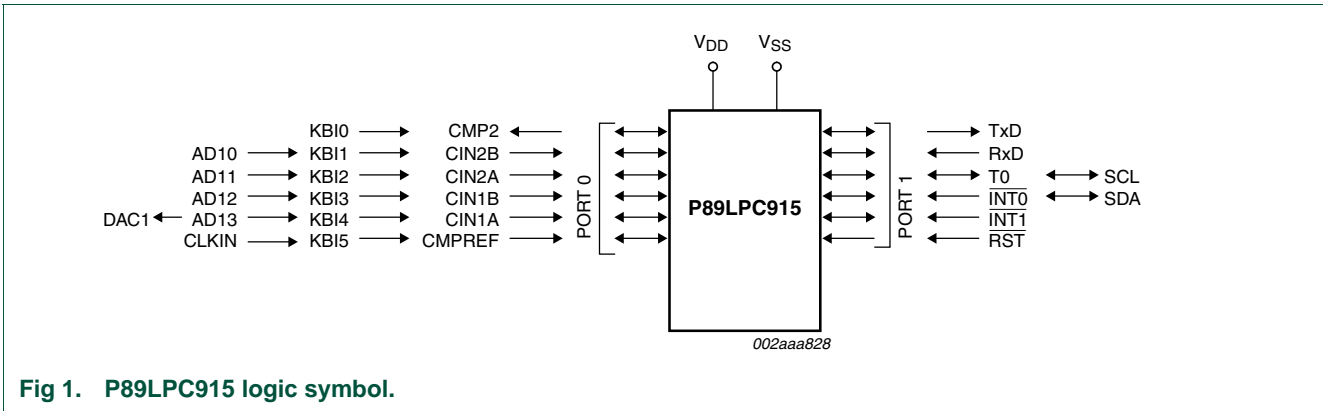 VDD VSS
KBI0 CMP2 TxD
AD10 KBI1 CIN2B RxD
AD11 KBI2 CIN2A T0 SCL
AD12 KBI3 CIN1B INT0 SDA
DAC1 AD13 KBI4 CIN1A INT1
CLKIN KBI5 CMPREF RST
PORT 0
P89LPC915
PORT 1
002aaa828
Fig 1. P89LPC915 logic symbol.